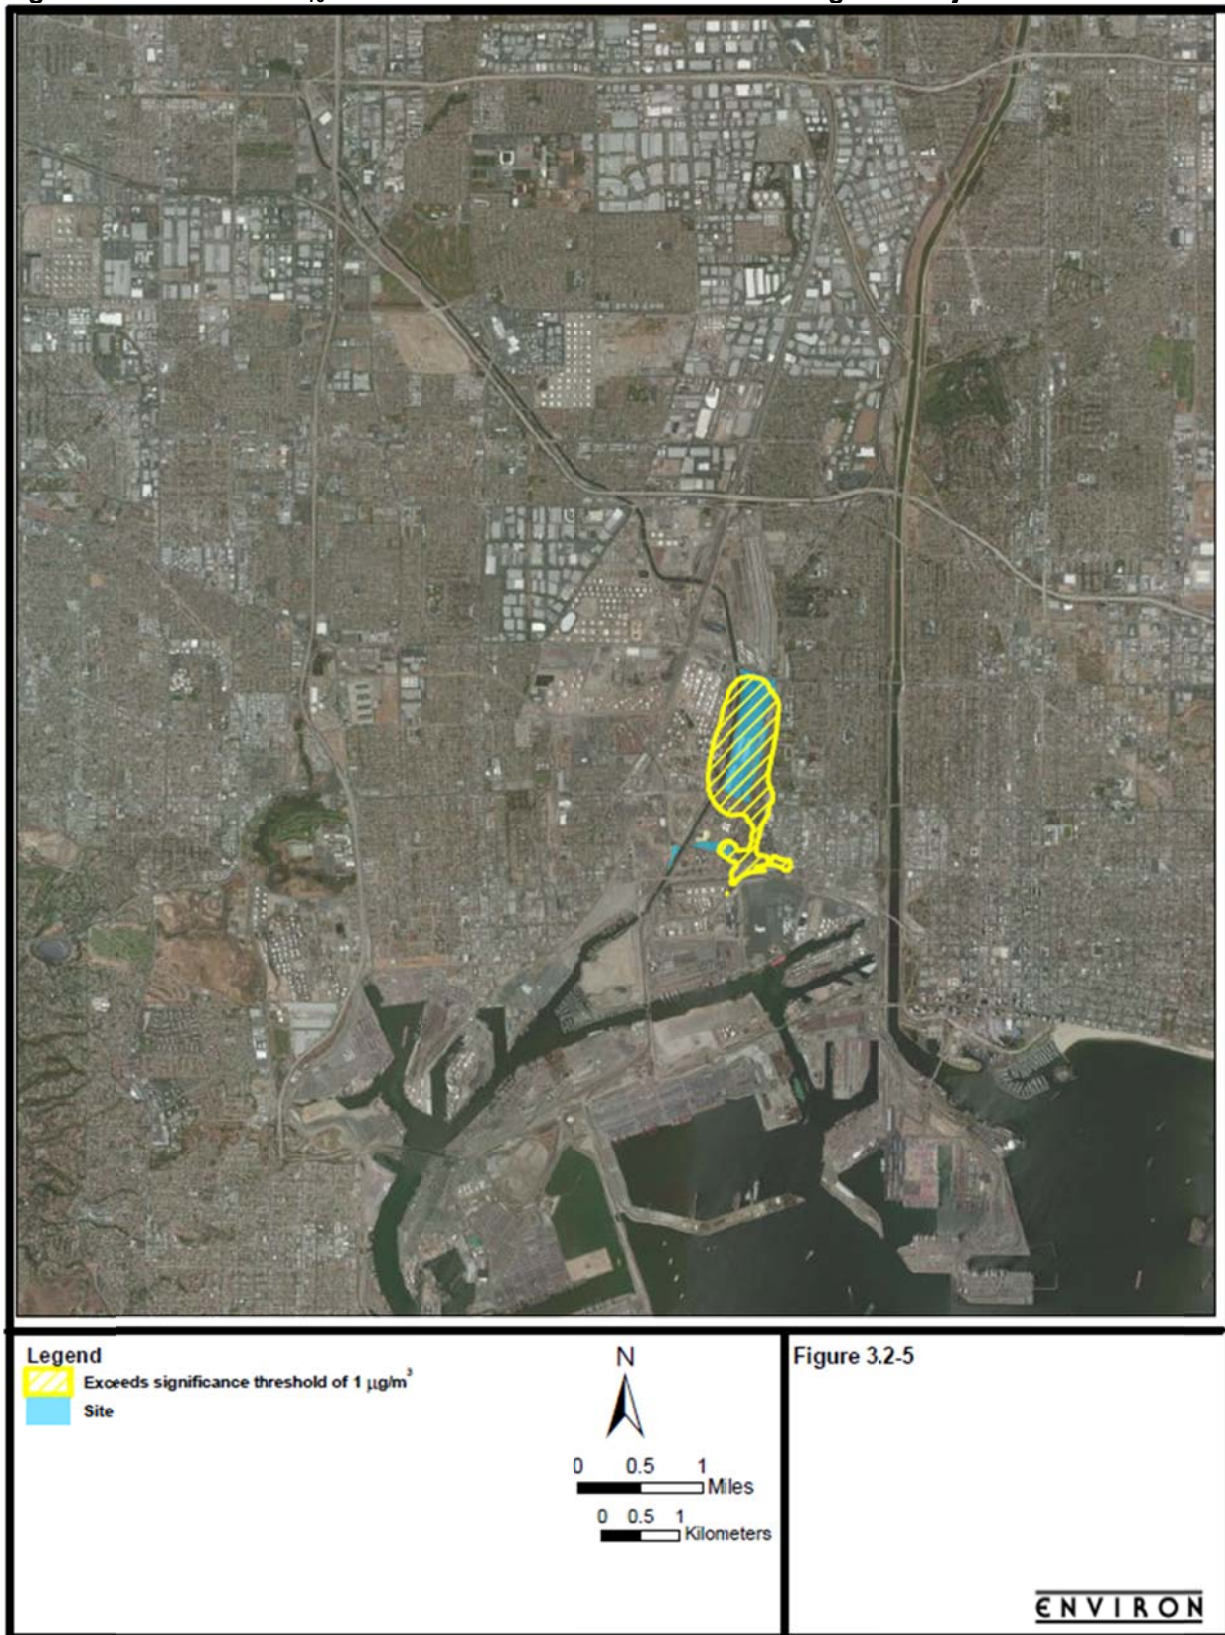 Legend
Exceeds significance threshold of 1 µg/m³
Site
N
0 0.5 1
Miles
0 0.5 1
Kilometers
Figure 3.2-5
ENVIRON